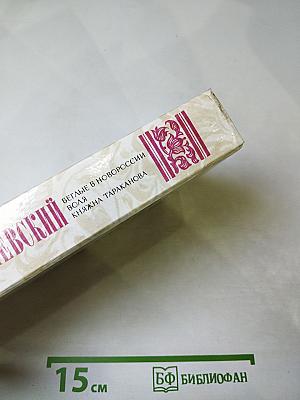 ЕВСКИЙ
БЕГЛЫЕ В НОВОРОССИИ
ВОЛЯ
КНЯЖНА ТАРАКАНОВА
15 см
БФ БИБЛИОФАН